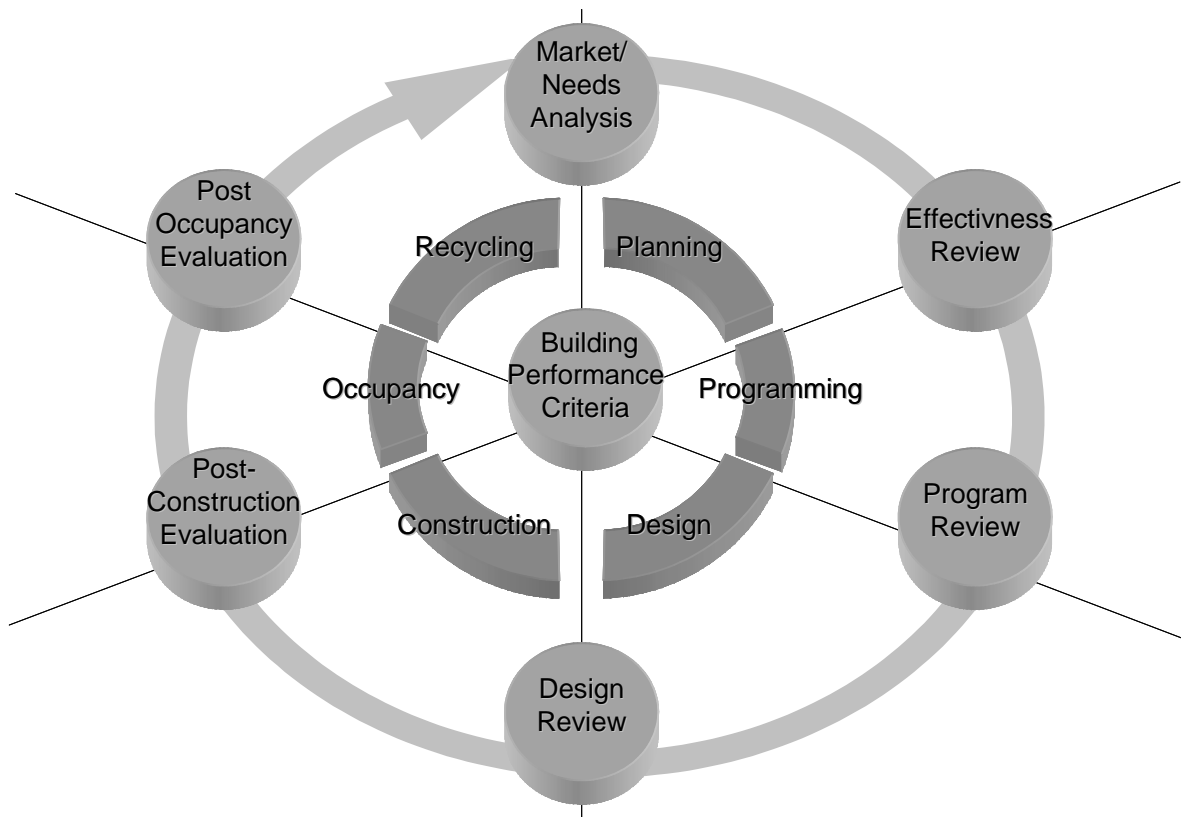 Market/
Needs
Analysis
Post
Occupancy
Evaluation
Effectivness
Review
Recycling
Planning
Building
Performance
Criteria
Occupancy
Programming
Post-
Construction
Evaluation
Program
Review
Construction
Design
Design
Review